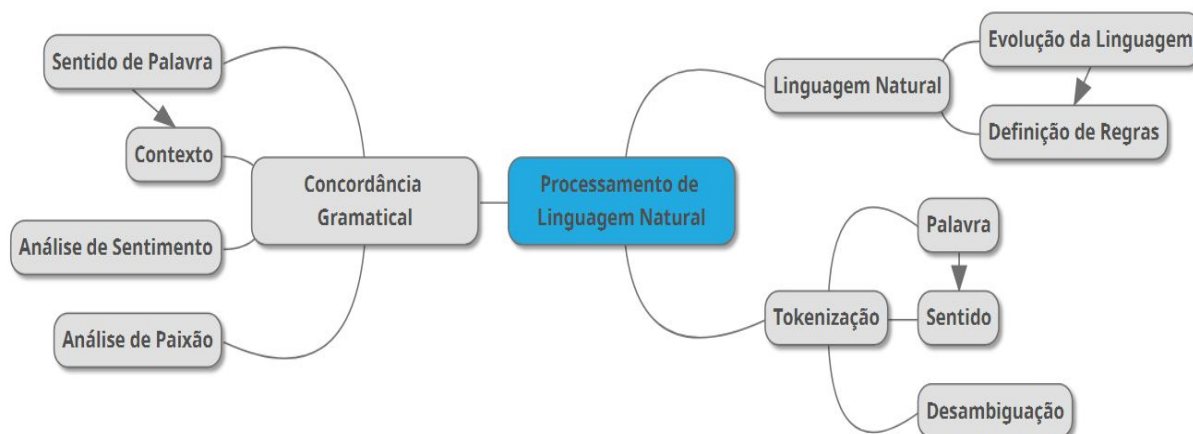 Sentido de Palavra
Contexto
Análise de Sentimento
Análise de Paixão
Concordância
Gramatical
Processamento de
Linguagem Natural
Linguagem Natural
Evolução da Linguagem
Definição de Regras
Tokenização
Palavra
Sentido
Desambiguação